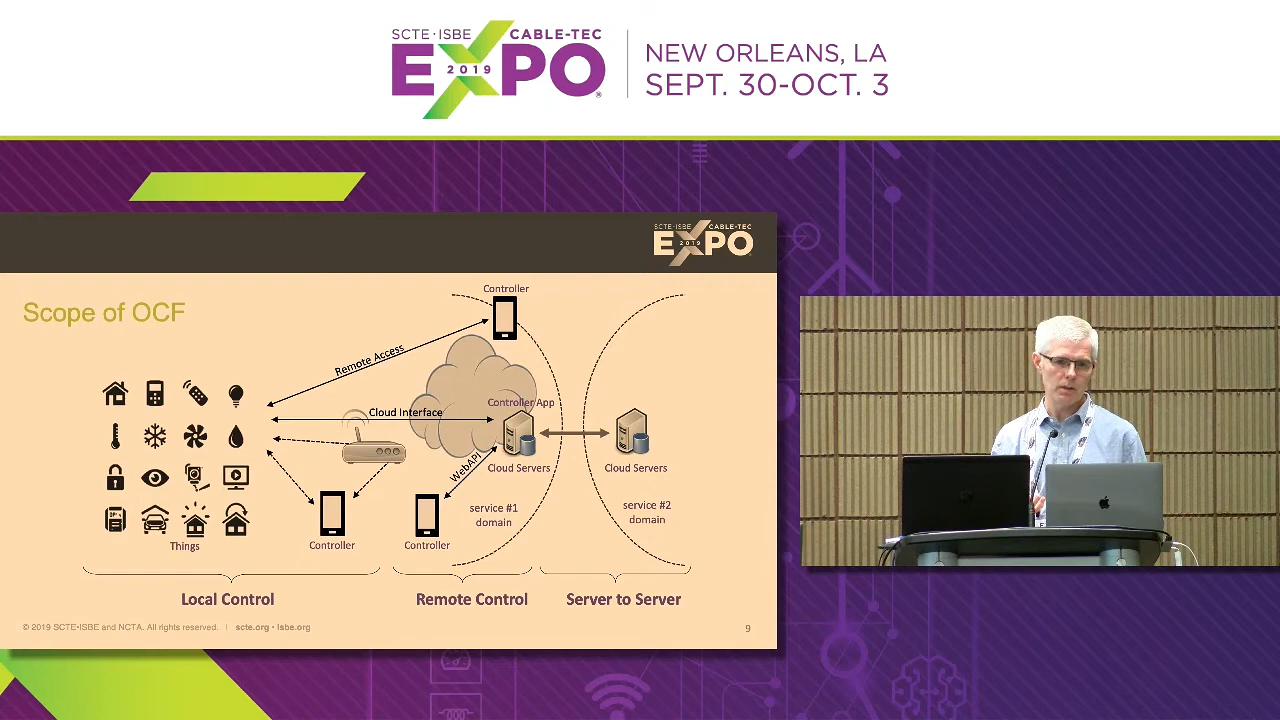 SCTE•ISBE CABLE-TEC
EXPO
2019
NEW ORLEANS, LA
SEPT. 30-OCT. 3
SCTE•ISBE CABLE-TEC
EXPO
2019
Scope of OCF
Controller
Remote Access
Controller App
Cloud Interface
Cloud Servers
Cloud Servers
WebAPI
service #1
domain
service #2
domain
Things
Controller
Controller
Local Control
Remote Control
Server to Server
© 2019 SCTE•ISBE and NCTA. All rights reserved. | scte.org • isbe.org
9